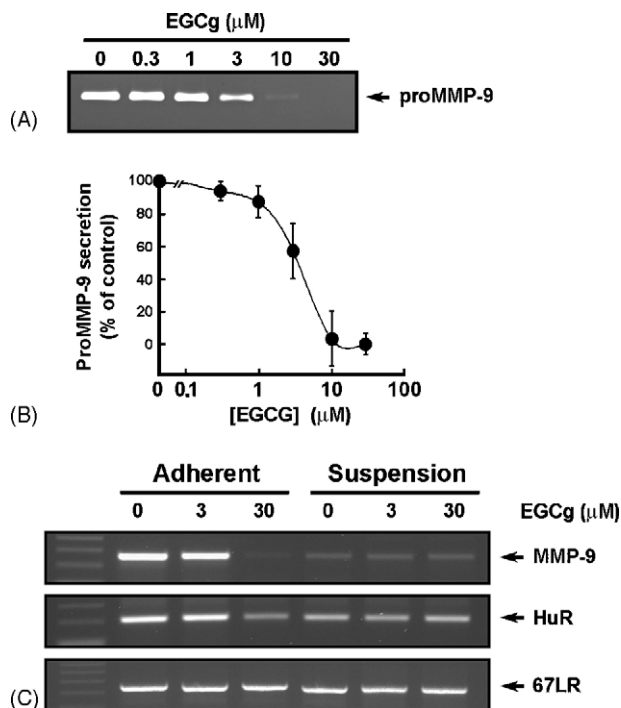 EGCg (μM)
0 0.3 1 3 10 30
proMMP-9
(A)
ProMMP-9 secretion
(% of control)
100
80
60
40
20
0
0 0.1 1 10 100
[EGCG] (μM)
(B)
Adherent Suspension
0 3 30 0 3 30 EGCg (μM)
MMP-9
HuR
67LR
(C)